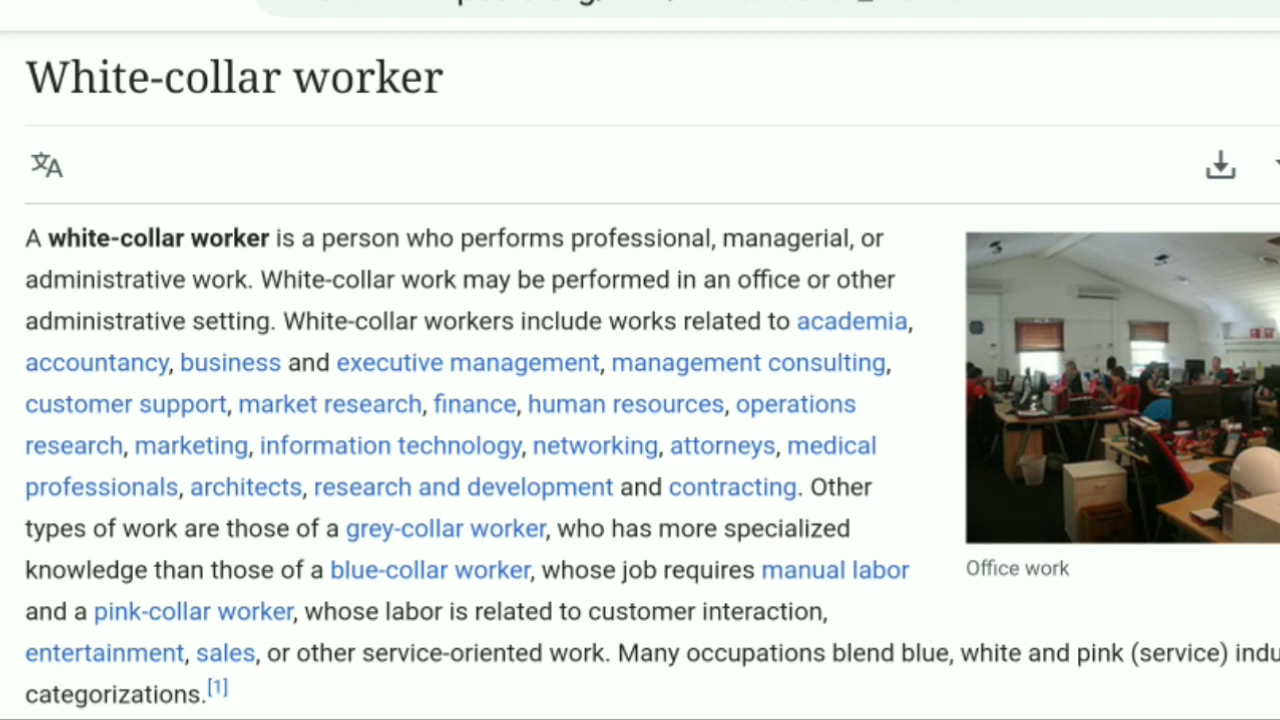 White-collar worker
A white-collar worker is a person who performs professional, managerial, or
administrative work. White-collar work may be performed in an office or other
administrative setting. White-collar workers include works related to academia,
accountancy, business and executive management, management consulting,
customer support, market research, finance, human resources, operations
research, marketing, information technology, networking, attorneys, medical
professionals, architects, research and development and contracting. Other
types of work are those of a grey-collar worker, who has more specialized
knowledge than those of a blue-collar worker, whose job requires manual labor
and a pink-collar worker, whose labor is related to customer interaction,
entertainment, sales, or other service-oriented work. Many occupations blend blue, white and pink (service)
categorizations.[1]
Office work